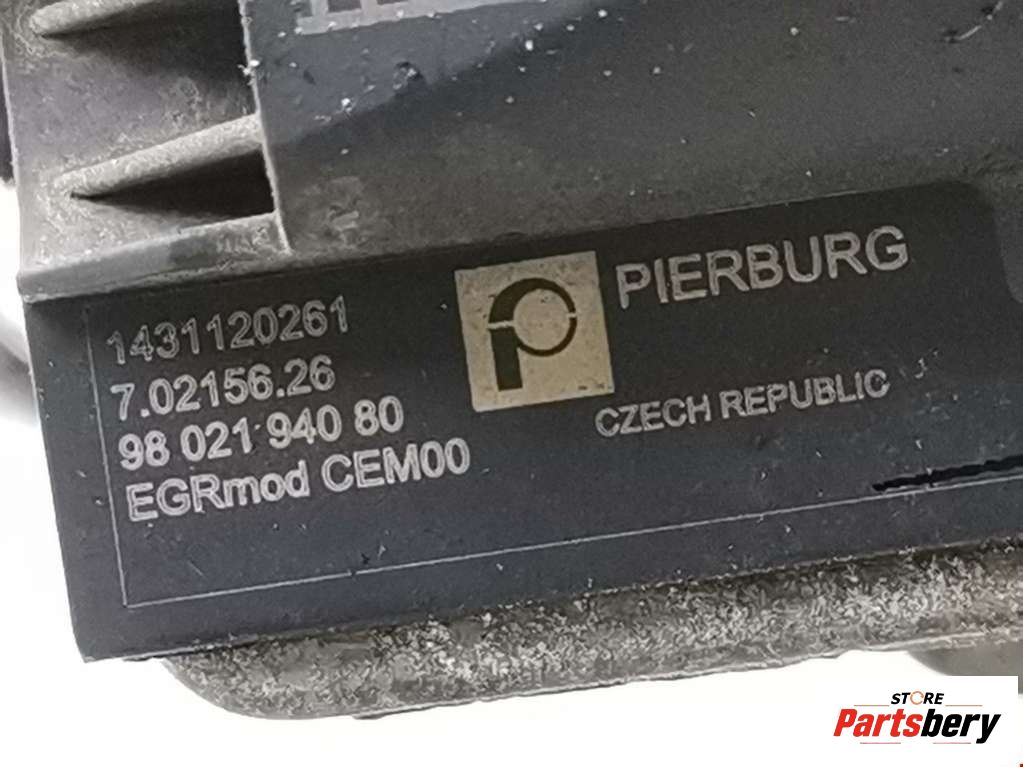 1431120261
7.02156.26
98 021 940 80
EGRmod CEM00
PIERBURG
CZECH REPUBLIC
STORE
Partsbery